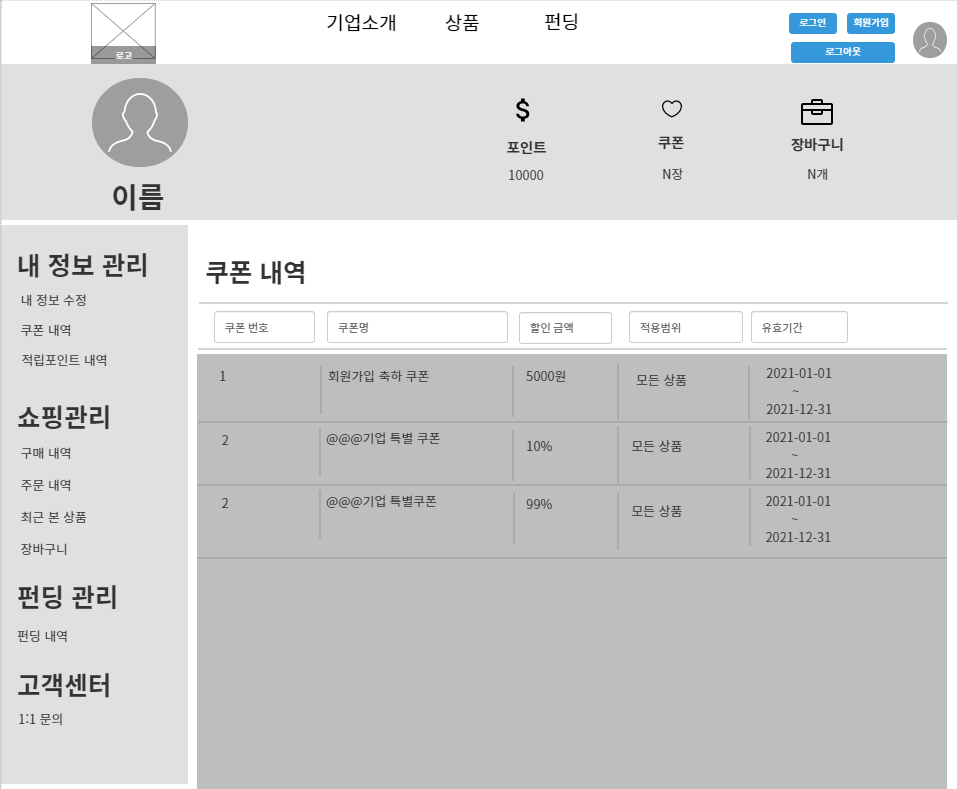 기업소개 상품 펀딩
로그인 회원가입
로고
로그아웃
포인트 쿠폰 장바구니
10000 N장 N개
이름
내 정보 관리
내 정보 수정
쿠폰 내역
적립포인트 내역
쇼핑관리
구매 내역
주문 내역
최근 본 상품
장바구니
펀딩 관리
펀딩 내역
고객센터
1:1 문의
쿠폰 내역
쿠폰 번호 쿠폰명 할인 금액 적용범위 유효기간
1 회원가입 축하 쿠폰 5000원 모든 상품 2021-01-01
~
2021-12-31
2 @@@기업 특별 쿠폰 10% 모든 상품 2021-01-01
~
2021-12-31
2 @@@기업 특별쿠폰 99% 모든 상품 2021-01-01
~
2021-12-31